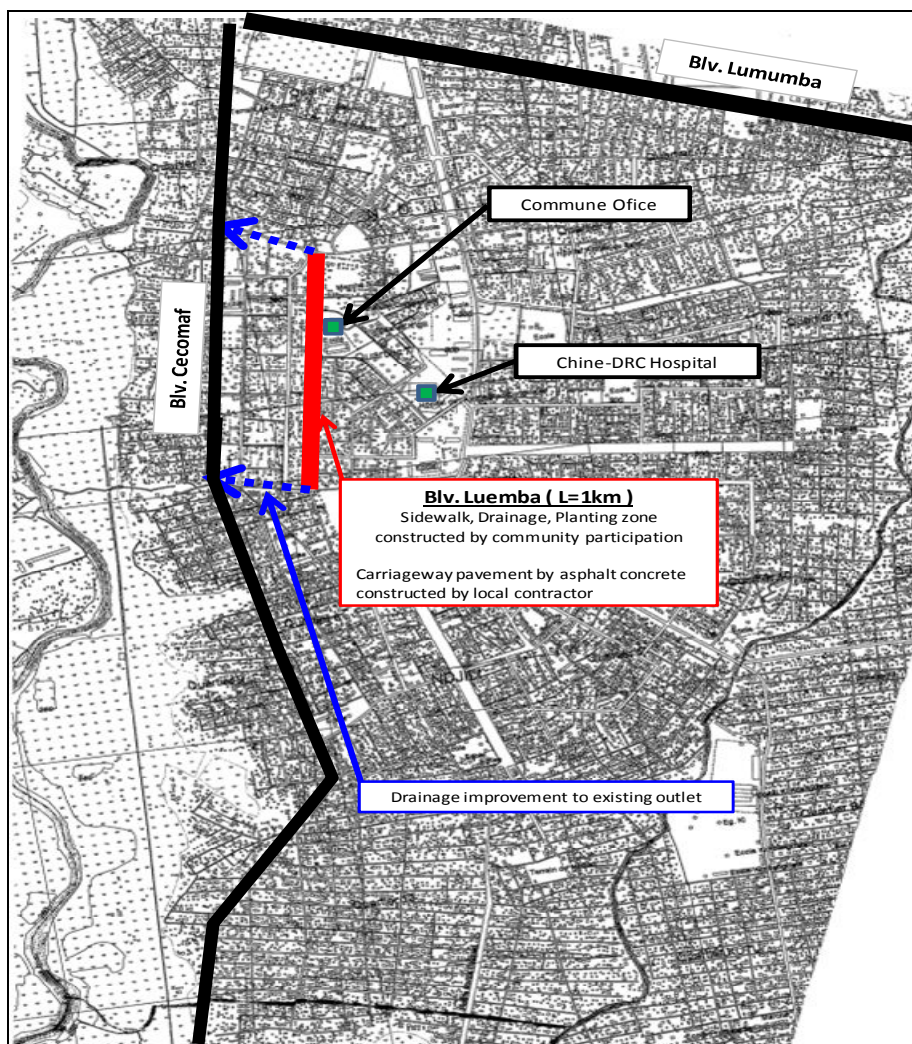 Blv. Lumumba
Commune Ofice
Blv. Cecomaf
Chine-DRC Hospital
Blv. Luemba ( L=1km )
Sidewalk, Drainage, Planting zone
constructed by community participation
Carriageway pavement by asphalt concrete
constructed by local contractor
NDJILI
Drainage improvement to existing outlet